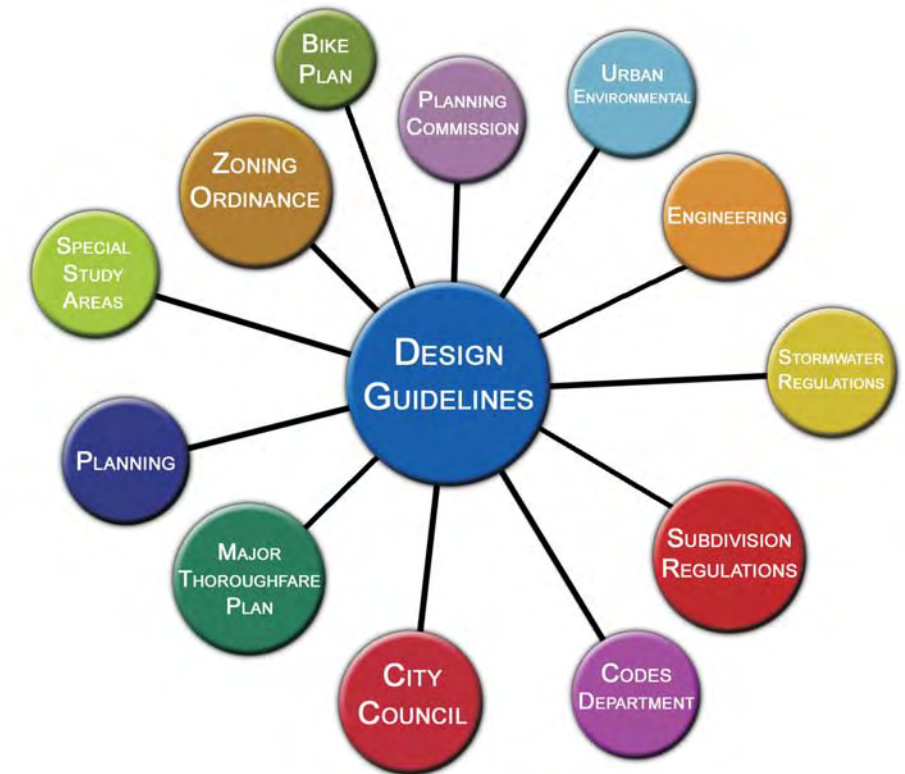 BIKE
PLAN
PLANNING
COMMISSION
URBAN
ENVIRONMENTAL
ZONING
ORDINANCE
ENGINEERING
SPECIAL
STUDY
AREAS
DESIGN
GUIDELINES
STORMWATER
REGULATIONS
PLANNING
SUBDIVISION
REGULATIONS
MAJOR
THOROUGHFARE
PLAN
CITY
COUNCIL
CODES
DEPARTMENT